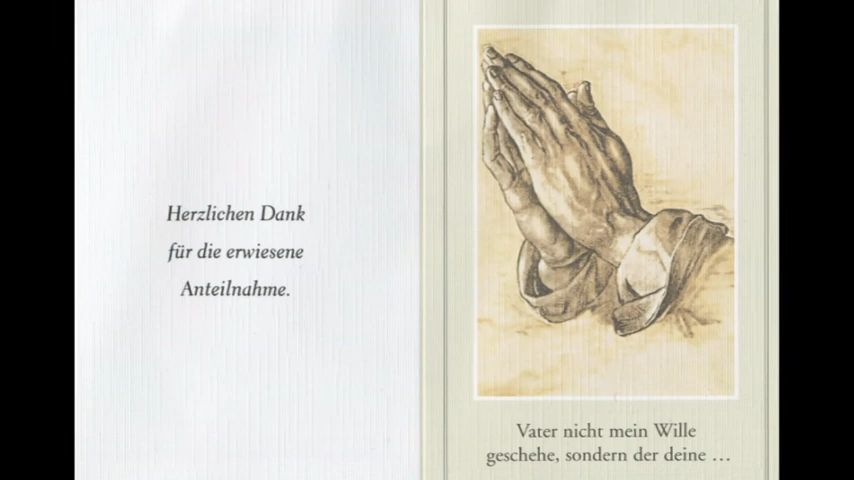 Herzlichen Dank
für die erwiesene
Anteilnahme.
Vater nicht mein Wille
geschehe, sondern der deine …